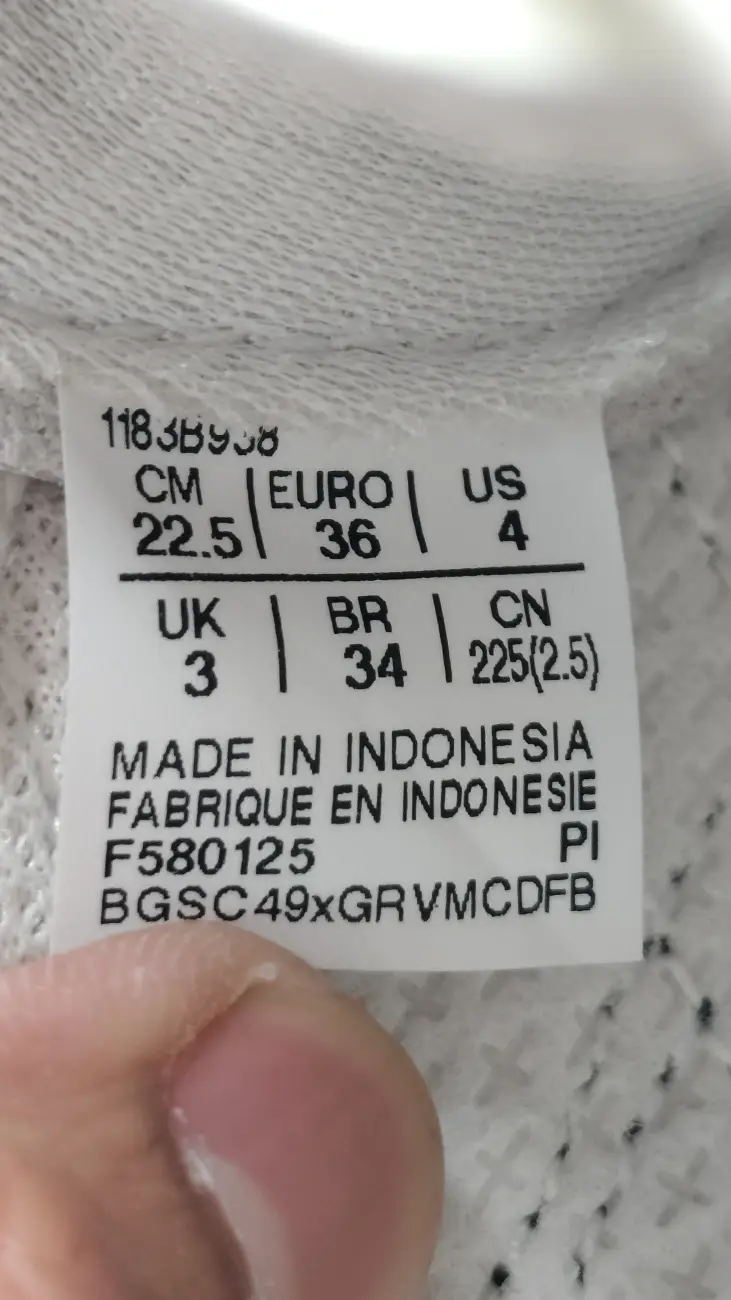 1183B938
CM | EURO | US
22.5 | 36 | 4
UK | BR | CN
3 | 34 | 225(2.5)
MADE IN INDONESIA
FABRIQUE EN INDONESIE
F580125 PI
BGSC49xGRVMCDFB